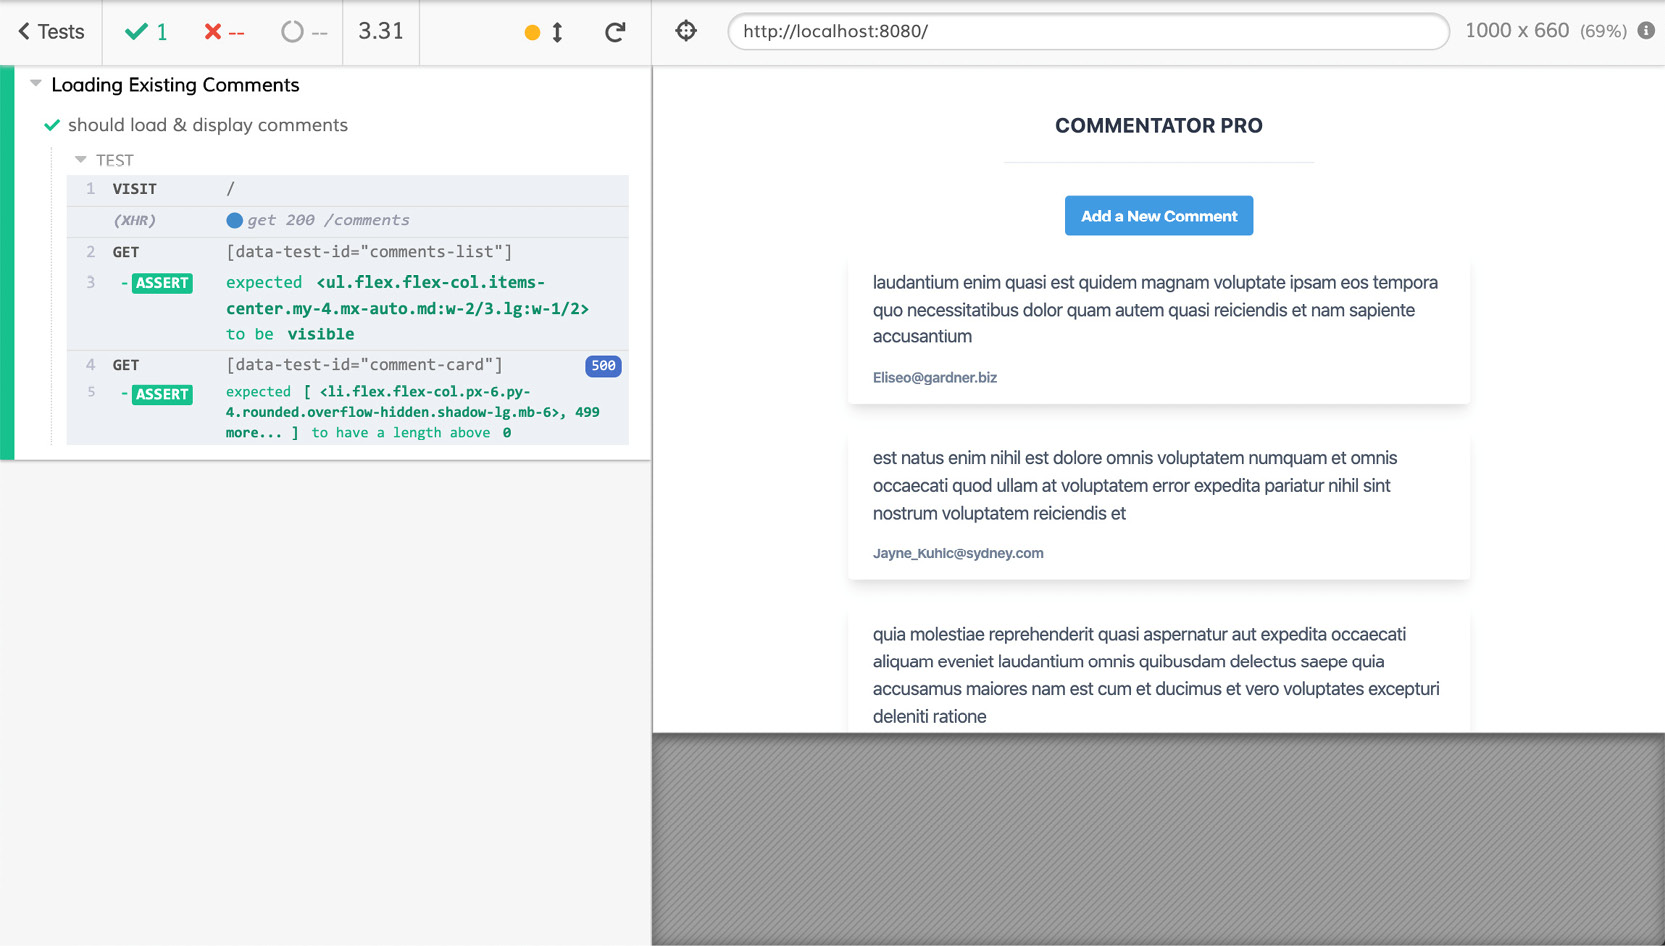 Tests
1
--
--
3.31
http://localhost:8080/
1000 x 660 (69%)
Loading Existing Comments
should load & display comments
TEST
1 VISIT /
(XHR) get 200 /comments
2 GET [data-test-id="comments-list"]
3 - ASSERT expected <ul.flex.flex-col.items-
center.my-4.mx-auto.md:w-2/3.lg:w-1/2>
to be visible
4 GET [data-test-id="comment-card"] 500
5 - ASSERT expected [ <li.flex.flex-col.px-6.py-
4.rounded.overflow-hidden.shadow-lg.mb-6>, 499
more... ] to have a length above 0
COMMENTATOR PRO
Add a New Comment
laudantium enim quasi est quidem magnam voluptate ipsam eos tempora
quo necessitatibus dolor quam autem quasi reiciendis et nam sapiente
accusantium
Eliseo@gardner.biz
est natus enim nihil est dolore omnis voluptatem numquam et omnis
occaecati quod ullam at voluptatem error expedita pariatur nihil sint
nostrum voluptatem reiciendis et
Jayne_Kuhic@sydney.com
quia molestiae reprehenderit quasi aspernatur aut expedita occaecati
aliquam eveniet laudantium omnis quibusdam delectus saepe quia
accusamus maiores nam est cum et ducimus et vero voluptates excepturi
deleniti ratione